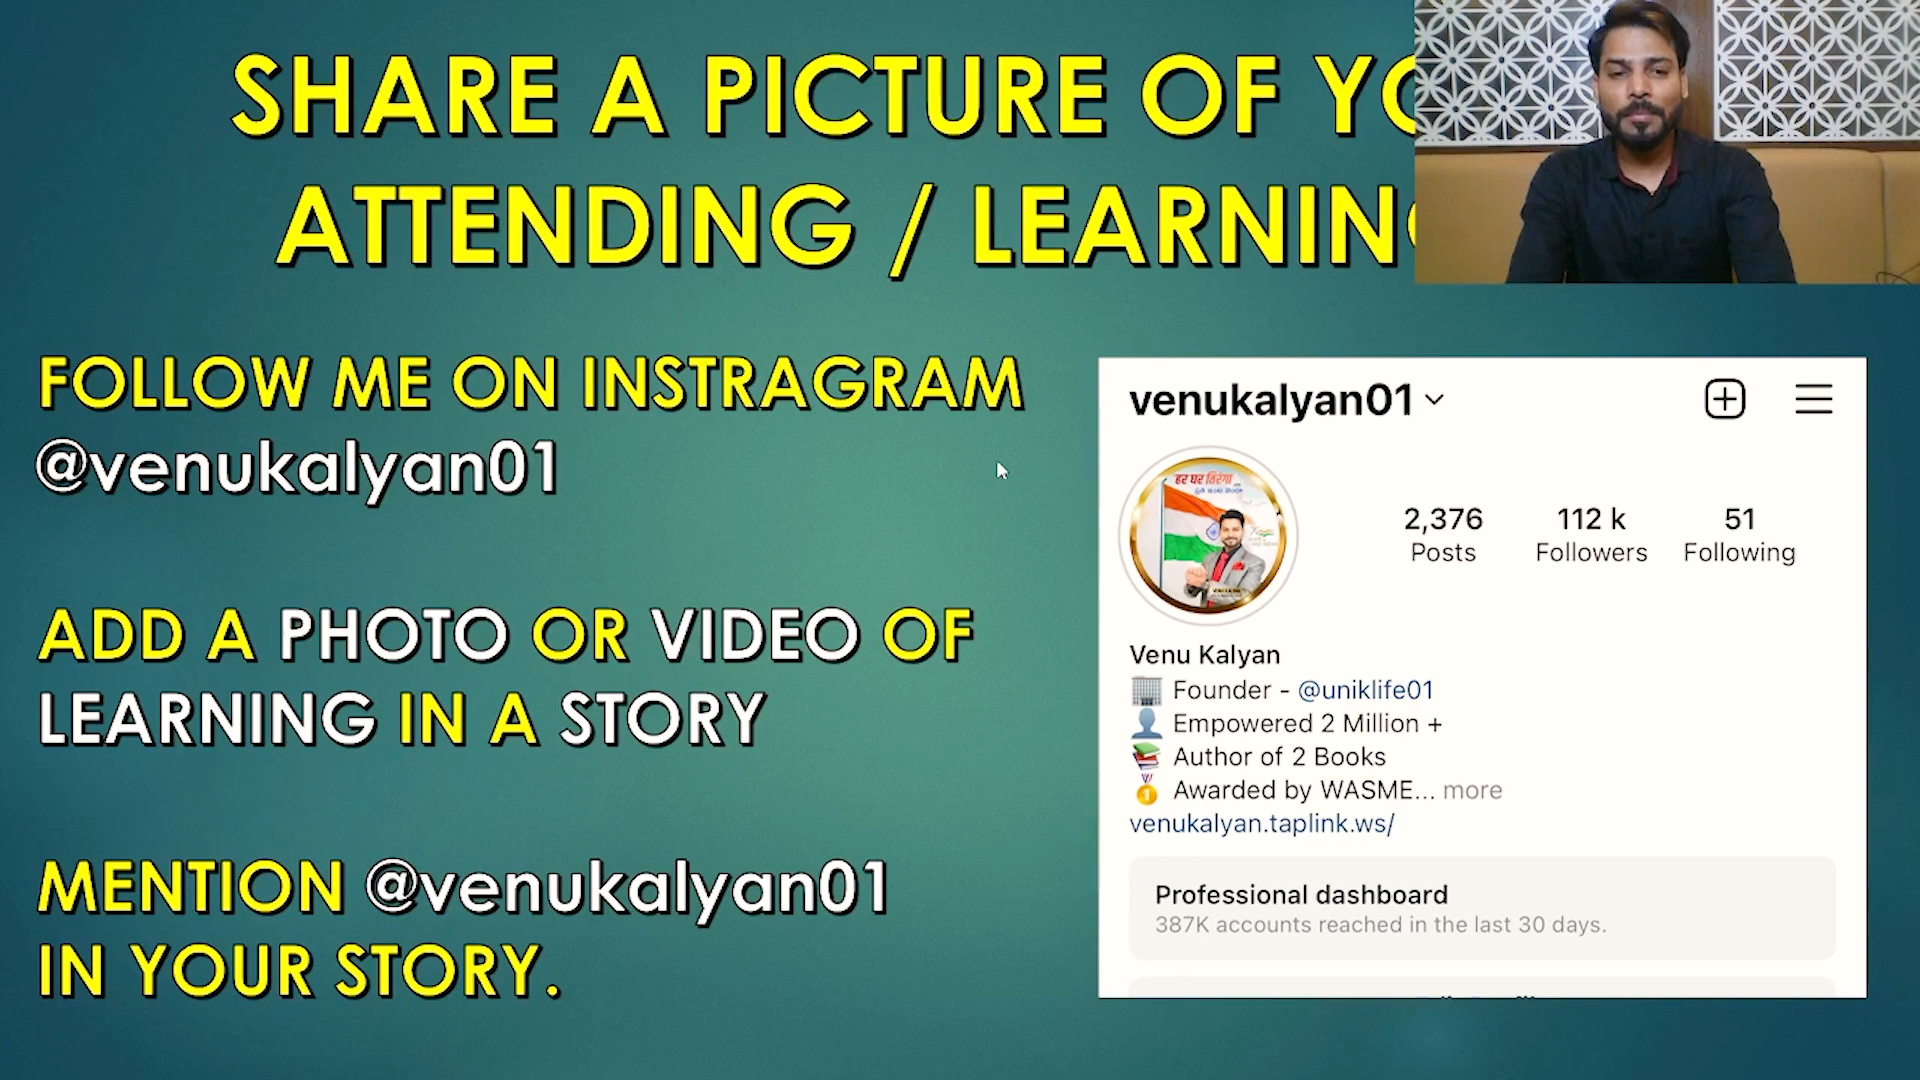 SHARE A PICTURE OF
ATTENDING / LEARNIN
FOLLOW ME ON INSTRAGRAM
@venukalyan01
ADD A PHOTO OR VIDEO OF
LEARNING IN A STORY
MENTION @venukalyan01
IN YOUR STORY.
venukalyan01
हर घर तिरंगा
2,376 112 k 51
Posts Followers Following
Venu Kalyan
Founder - @uniklife01
Empowered 2 Million +
Author of 2 Books
Awarded by WASME... more
venukalyan.taplink.ws/
Professional dashboard
387K accounts reached in the last 30 days.